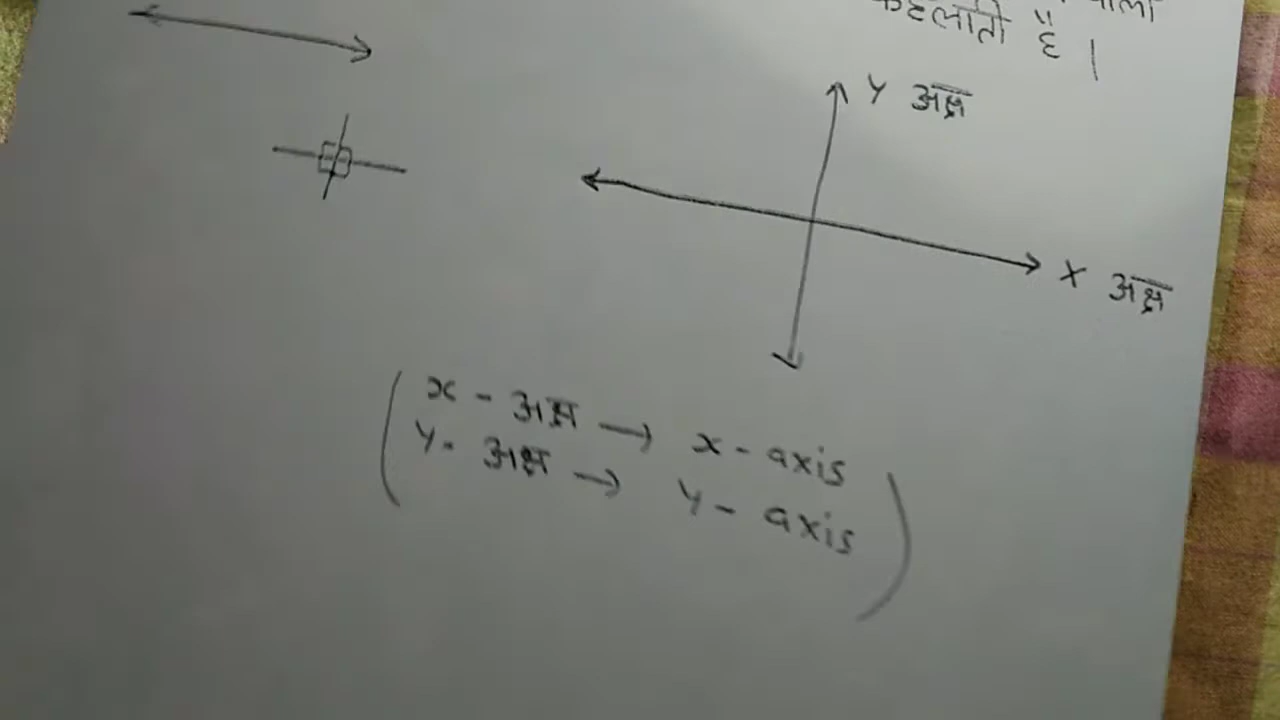 कहलाती है ।
Y अक्ष
X अक्ष
x - अक्ष → x - axis
y - अक्ष → y - axis